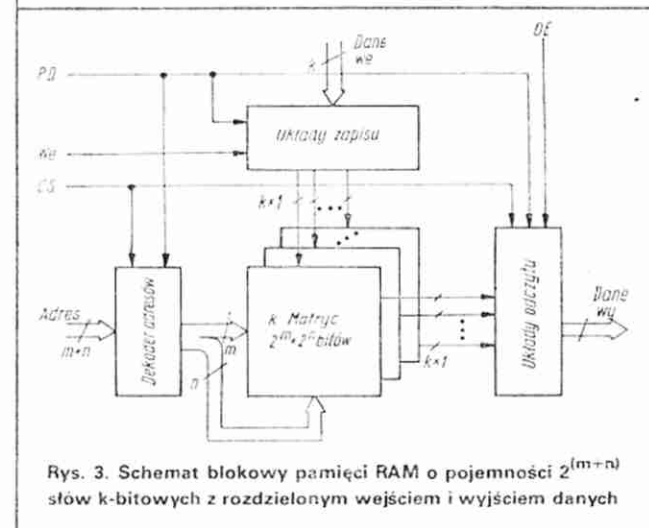 OE
Dane
we
k
PD
Układy zapisu
We
CS
k×1
Adres
m+n
Dekoder adresów
m
n
k Matryc
2^m×2^n bitów
k×1
Układy odczytu
Dane
wy
Rys. 3. Schemat blokowy pamięci RAM o pojemności 2^(m+n)
słów k-bitowych z rozdzielonym wejściem i wyjściem danych